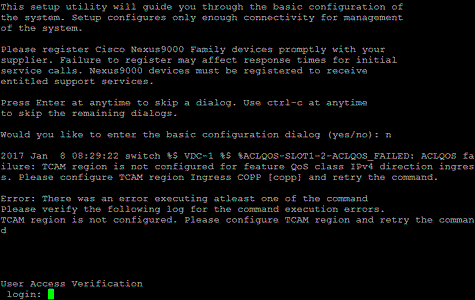 This setup utility will guide you through the basic configuration of
the system. Setup configures only enough connectivity for management
of the system.
Please register Cisco Nexus9000 Family devices promptly with your
supplier. Failure to register may affect response times for initial
service calls. Nexus9000 devices must be registered to receive
entitled support services.
Press Enter at anytime to skip a dialog. Use ctrl-c at anytime
to skip the remaining dialogs.
Would you like to enter the basic configuration dialog (yes/no): n
2017 Jan  8 08:29:22 switch %$ VDC-1 %$ %ACLQOS-SLOT1-2-ACLQOS_FAILED: ACLQOS fa
ilure: TCAM region is not configured for feature QoS class IPv4 direction ingres
s. Please configure TCAM region Ingress COPP [copp] and retry the command.
Error: There was an error executing atleast one of the command
Please verify the following log for the command execution errors.
TCAM region is not configured. Please configure TCAM region and retry the comman
d
User Access Verification
login: